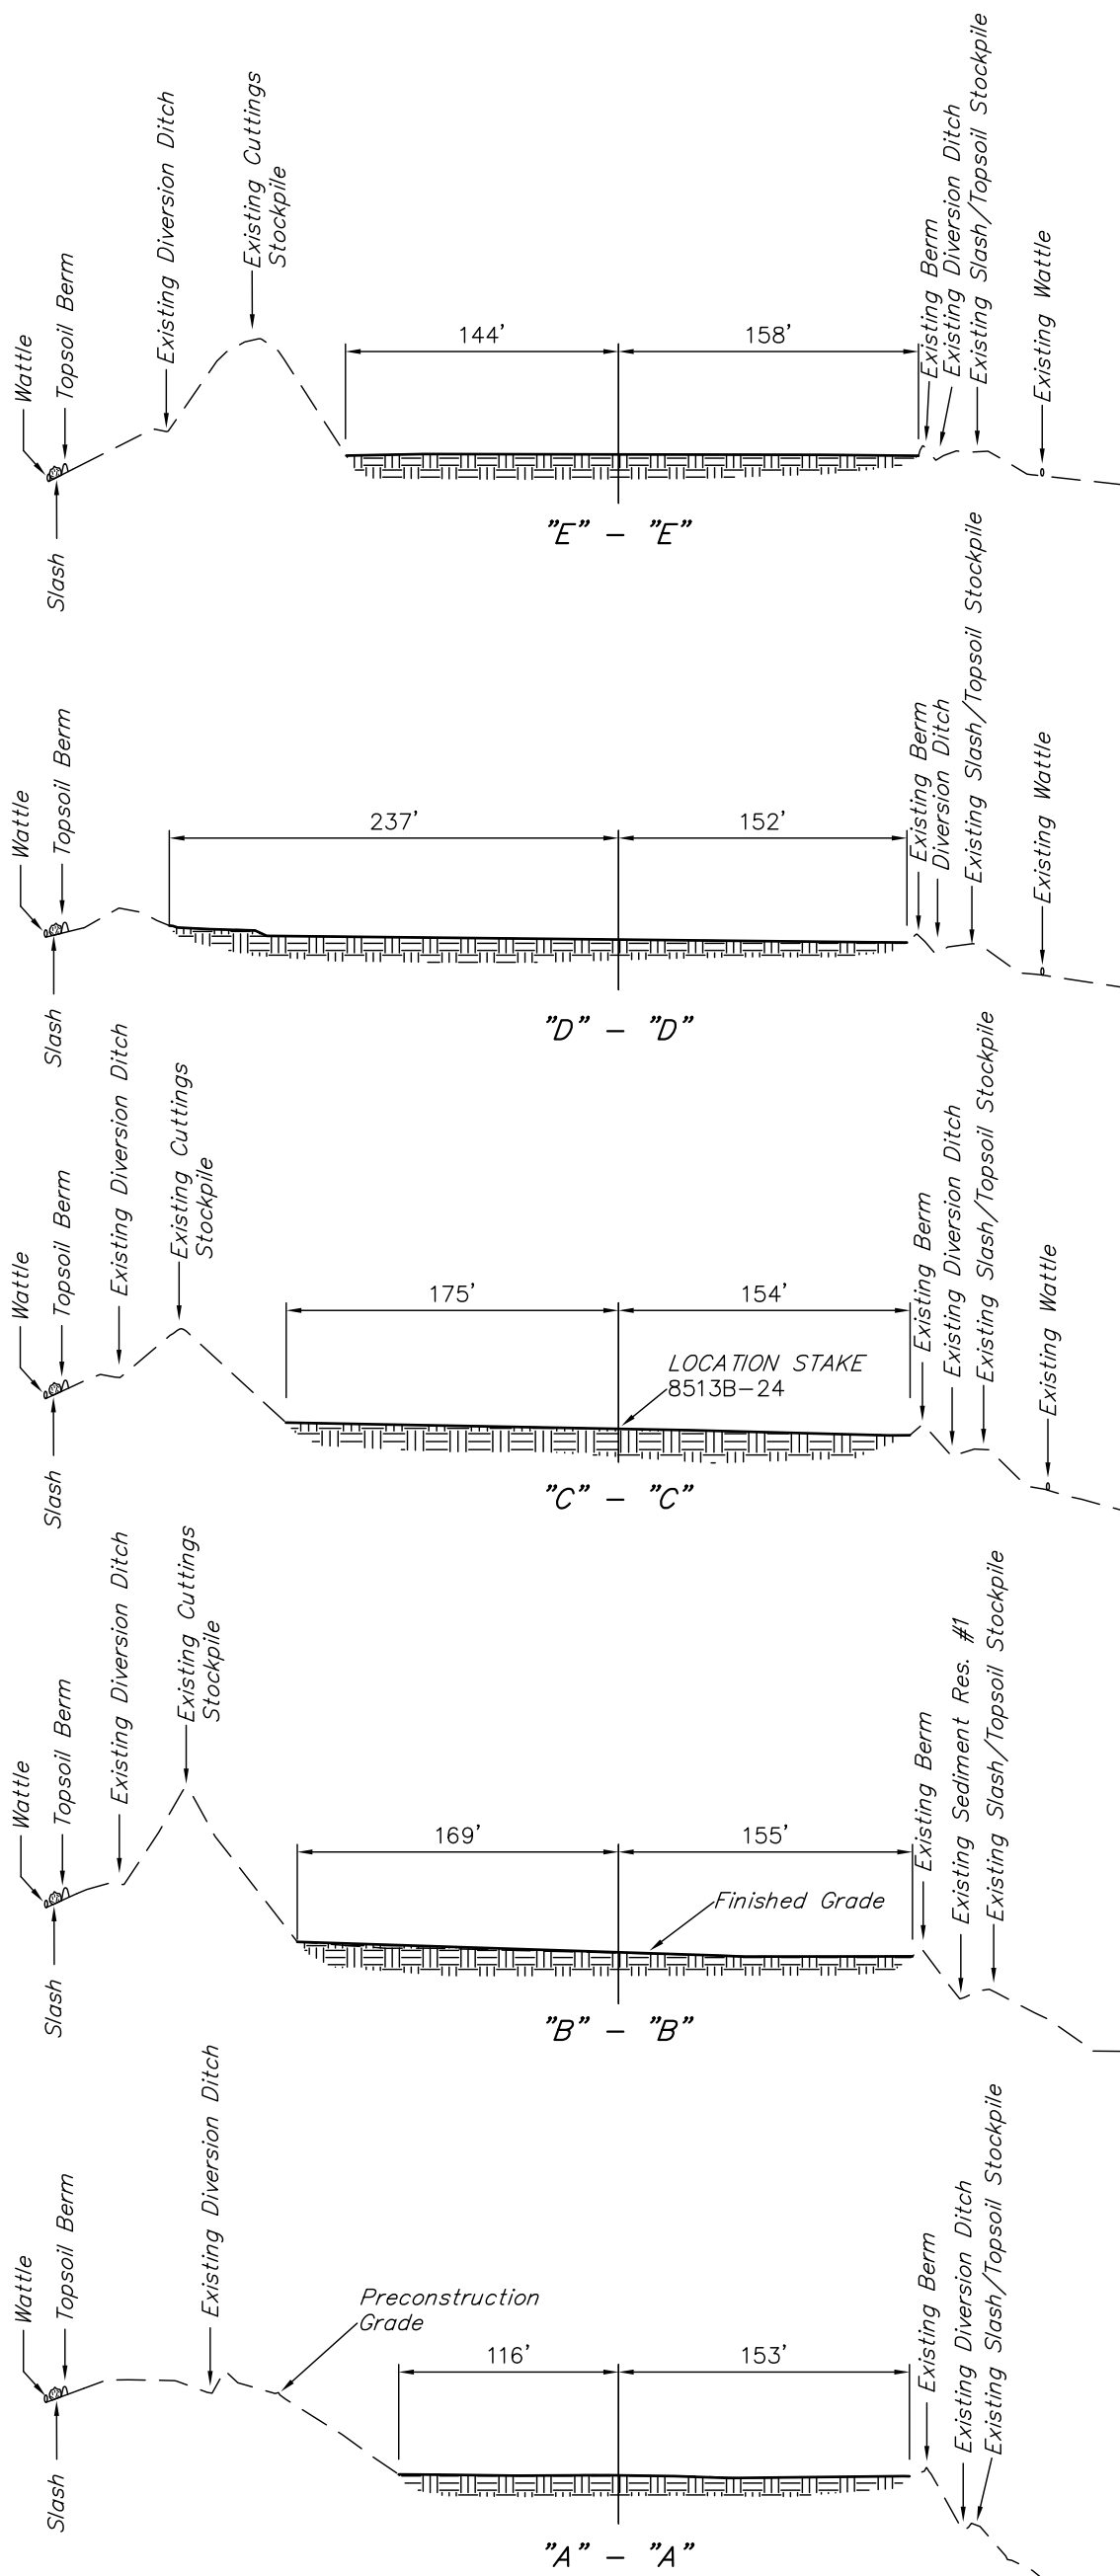 Wattle
Topsoil Berm
Existing Diversion Ditch
Existing Cuttings
Stockpile
144'
158'
Existing Berm
Existing Diversion Ditch
Existing Slash/Topsoil Stockpile
Existing Wattle
Slash
"E" – "E"
Wattle
Topsoil Berm
237'
152'
Existing Berm
Diversion Ditch
Existing Slash/Topsoil Stockpile
Existing Wattle
Slash
"D" – "D"
Wattle
Topsoil Berm
Existing Diversion Ditch
Existing Cuttings
Stockpile
175'
154'
LOCATION STAKE
8513B–24
Existing Berm
Existing Diversion Ditch
Existing Slash/Topsoil Stockpile
Existing Wattle
Slash
"C" – "C"
Wattle
Topsoil Berm
Existing Diversion Ditch
Existing Cuttings
Stockpile
169'
155'
Finished Grade
Existing Berm
Existing Sediment Res. #1
Existing Slash/Topsoil Stockpile
Slash
"B" – "B"
Wattle
Topsoil Berm
Existing Diversion Ditch
Preconstruction
Grade
116'
153'
Existing Berm
Existing Diversion Ditch
Existing Slash/Topsoil Stockpile
Slash
"A" – "A"